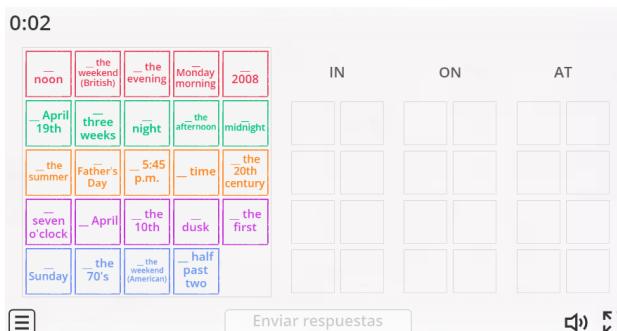 0:02
__ noon
__ the weekend (British)
__ the evening
__ Monday morning
__ 2008
IN
ON
AT
__ April 19th
__ three weeks
__ night
__ the afternoon
__ midnight
__ the summer
__ Father's Day
__ 5:45 p.m.
__ time
__ the 20th century
__ seven o'clock
__ April
__ the 10th
__ dusk
__ the first
__ Sunday
__ the 70's
__ the weekend (American)
__ half past two
Enviar respuestas